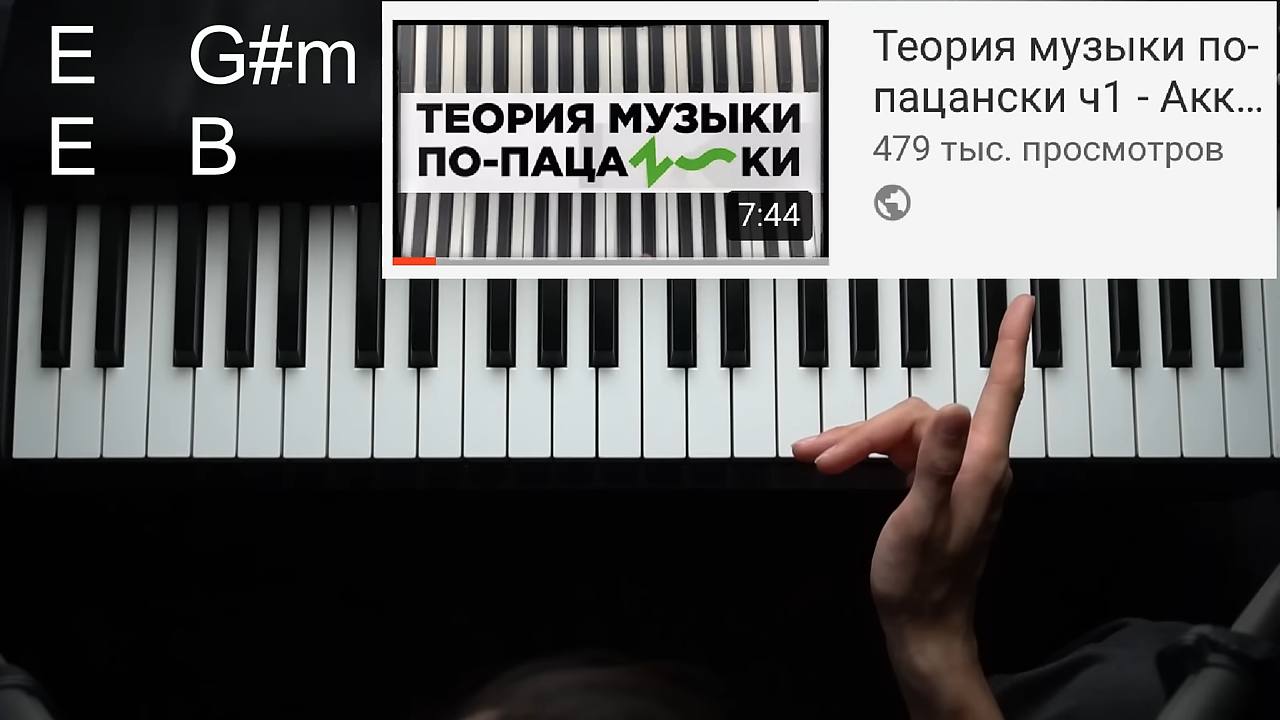 E G#m
E B
ТЕОРИЯ МУЗЫКИ
ПО-ПАЦА КИ
7:44
Теория музыки по-
пацански ч1 - Акк...
479 тыс. просмотров